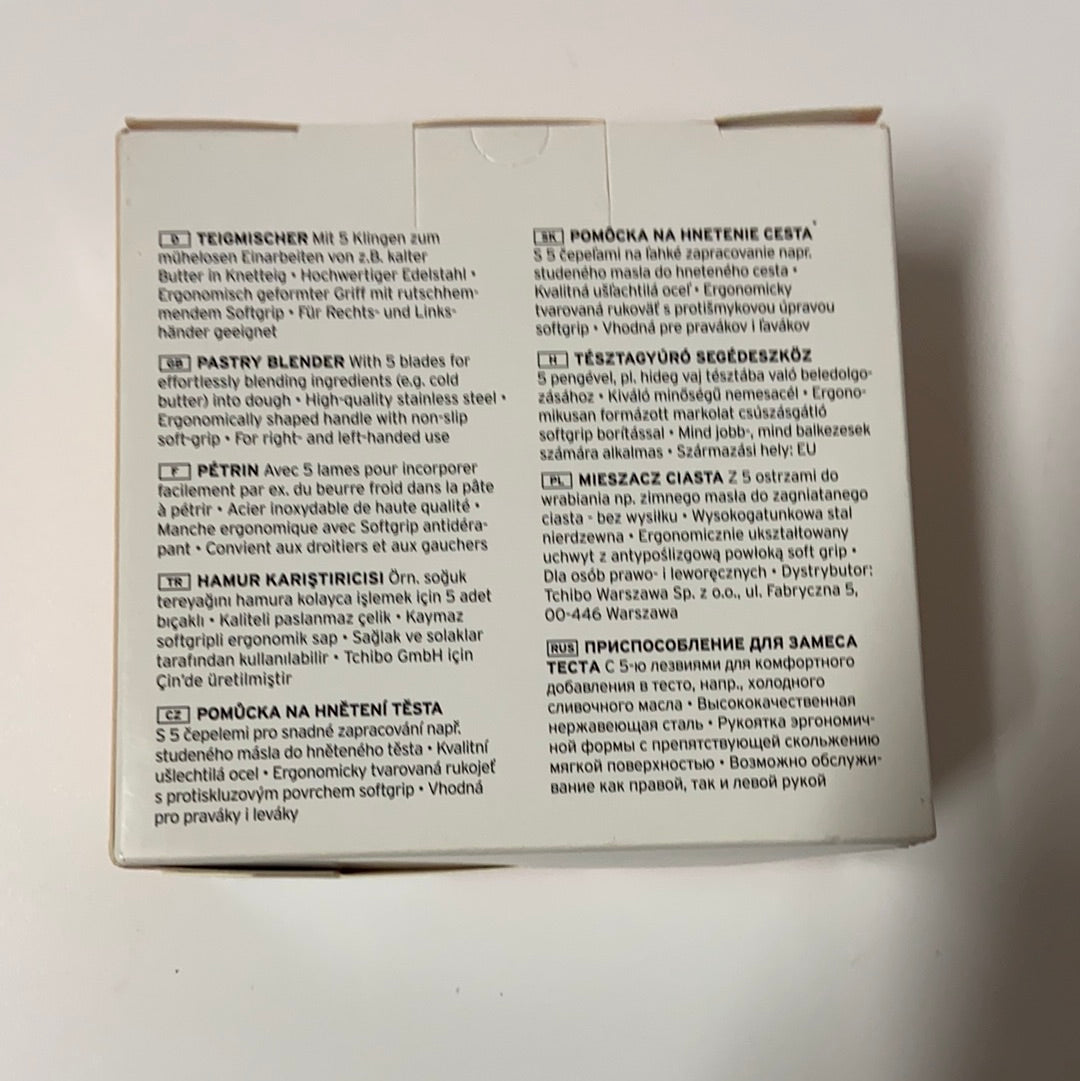 D TEIGMISCHER Mit 5 Klingen zum
mühelosen Einarbeiten von z.B. kalter
Butter in Knetteig • Hochwertiger Edelstahl •
Ergonomisch geformter Griff mit rutschhem-
mendem Softgrip • Für Rechts- und Links-
händer geeignet
GB PASTRY BLENDER With 5 blades for
effortlessly blending ingredients (e.g. cold
butter) into dough • High-quality stainless steel •
Ergonomically shaped handle with non-slip
soft-grip • For right- and left-handed use
F PÉTRIN Avec 5 lames pour incorporer
facilement par ex. du beurre froid dans la pâte
à pétrir • Acier inoxydable de haute qualité •
Manche ergonomique avec Softgrip antidéra-
pant • Convient aux droitiers et aux gauchers
TR HAMUR KARIŞTIRICISI Örn. soğuk
tereyağını hamura kolayca işlemek için 5 adet
bıçaklı • Kaliteli paslanmaz çelik • Kaymaz
softgripli ergonomik sap • Sağlak ve solaklar
tarafından kullanılabilir • Tchibo GmbH için
Çin'de üretilmiştir
CZ POMŮCKA NA HNĚTENÍ TĚSTA
S 5 čepelemi pro snadné zapracování např.
studeného másla do hněteného těsta • Kvalitní
ušlechtilá ocel • Ergonomicky tvarovaná rukojeť
s protiskluzovým povrchem softgrip • Vhodná
pro praváky i leváky
SK POMÔCKA NA HNETENIE CESTA
S 5 čepeľami na ľahké zapracovanie napr.
studeného masla do hneteného cesta •
Kvalitná ušľachtilá oceľ • Ergonomicky
tvarovaná rukoväť s protišmykovou úpravou
softgrip • Vhodná pre pravákov i ľavákov
H TÉSZTAGYÚRÓ SEGÉDESZKÖZ
5 pengével, pl. hideg vaj tésztába való beledolgo-
zásához • Kiváló minőségű nemesacél • Ergono-
mikusan formázott markolat csúszásgátló
softgrip borítással • Mind jobb-, mind balkezesek
számára alkalmas • Származási hely: EU
PL MIESZACZ CIASTA Z 5 ostrzami do
wrabiania np. zimnego masła do zagniatanego
ciasta - bez wysiłku • Wysokogatunkowa stal
nierdzewna • Ergonomicznie ukształtowany
uchwyt z antypoślizgową powłoką soft grip •
Dla osób prawo- i leworęcznych • Dystrybutor:
Tchibo Warszawa Sp. z o.o., ul. Fabryczna 5,
00-446 Warszawa
RUS ПРИСПОСОБЛЕНИЕ ДЛЯ ЗАМЕСА
ТЕСТА С 5-ю лезвиями для комфортного
добавления в тесто, напр., холодного
сливочного масла • Высококачественная
нержавеющая сталь • Рукоятка эргономич-
ной формы с препятствующей скольжению
мягкой поверхностью • Возможно обслужи-
вание как правой, так и левой рукой